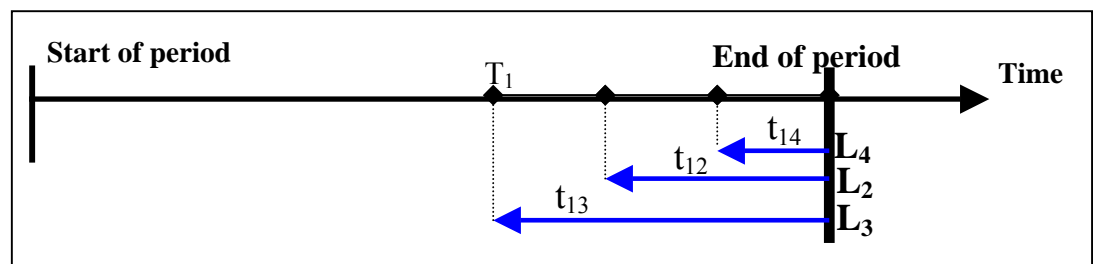 Start of period
End of period
Time
T₁
t₁₄
L₄
t₁₂
L₂
t₁₃
L₃